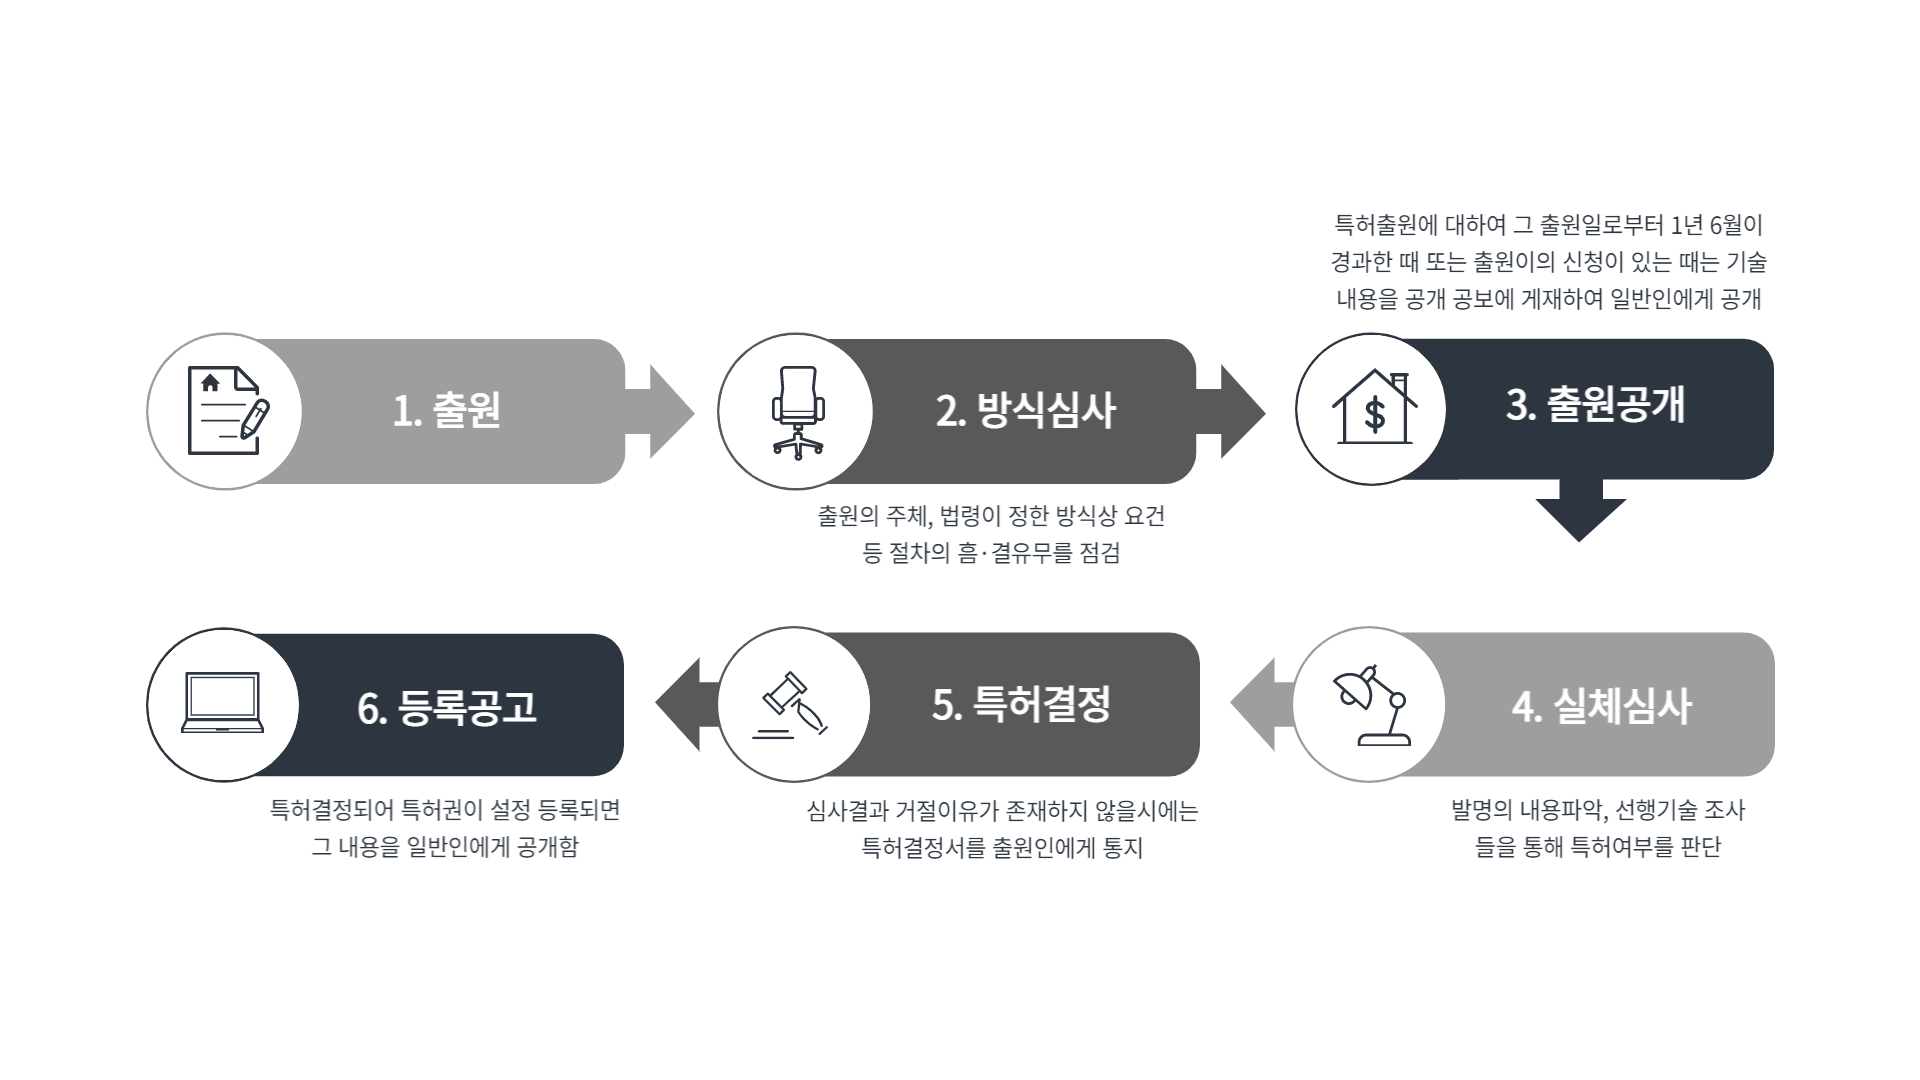 1. 출원
2. 방식심사
출원의 주체, 법령이 정한 방식상 요건
등 절차의 흠·결유무를 점검
특허출원에 대하여 그 출원일로부터 1년 6월이
경과한 때 또는 출원이의 신청이 있는 때는 기술
내용을 공개 공보에 게재하여 일반인에게 공개
3. 출원공개
$
4. 실체심사
발명의 내용파악, 선행기술 조사
들을 통해 특허여부를 판단
5. 특허결정
심사결과 거절이유가 존재하지 않을시에는
특허결정서를 출원인에게 통지
6. 등록공고
특허결정되어 특허권이 설정 등록되면
그 내용을 일반인에게 공개함